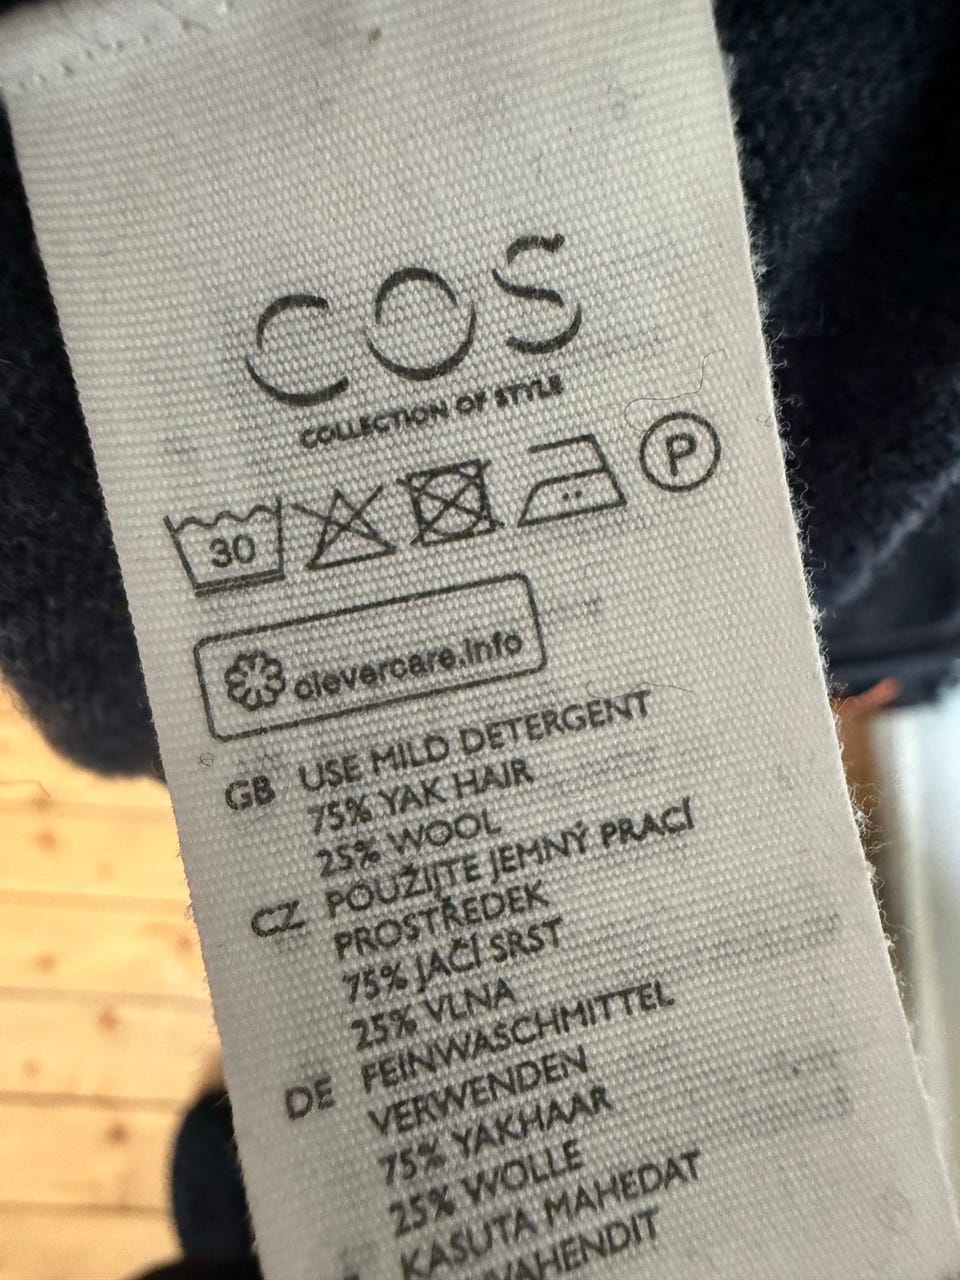 COS
COLLECTION OF STYLE
30
P
clevercare.info
GB USE MILD DETERGENT
75% YAK HAIR
25% WOOL
CZ POUŽIJTE JEMNÝ PRACÍ
PROSTŘEDEK
75% JAČÍ SRST
25% VLNA
DE FEINWASCHMITTEL
VERWENDEN
75% YAKHAAR
25% WOLLE
KASUTA MAHEDAT